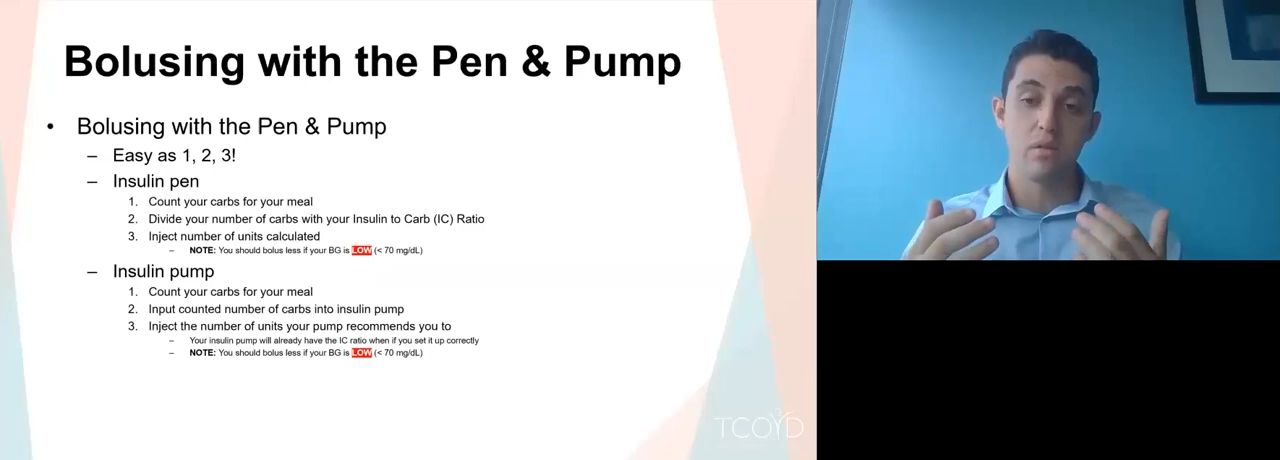 Bolusing with the Pen & Pump
• Bolusing with the Pen & Pump
– Easy as 1, 2, 3!
– Insulin pen
1. Count your carbs for your meal
2. Divide your number of carbs with your Insulin to Carb (IC) Ratio
3. Inject number of units calculated
– NOTE: You should bolus less if your BG is LOW (< 70 mg/dL)
– Insulin pump
1. Count your carbs for your meal
2. Input counted number of carbs into insulin pump
3. Inject the number of units your pump recommends you to
– Your insulin pump will already have the IC ratio when if you set it up correctly
– NOTE: You should bolus less if your BG is LOW (< 70 mg/dL)
TCOYD